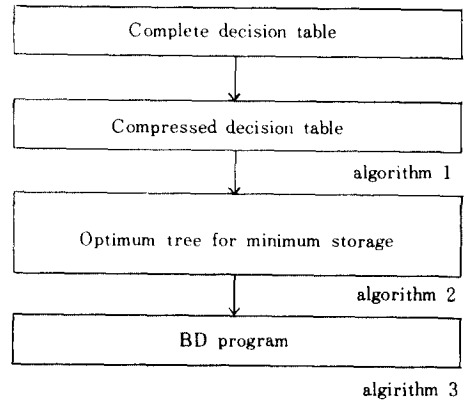 Complete decision table
Compressed decision table
algorithm 1
Optimum tree for minimum storage
algorithm 2
BD program
algirithm 3